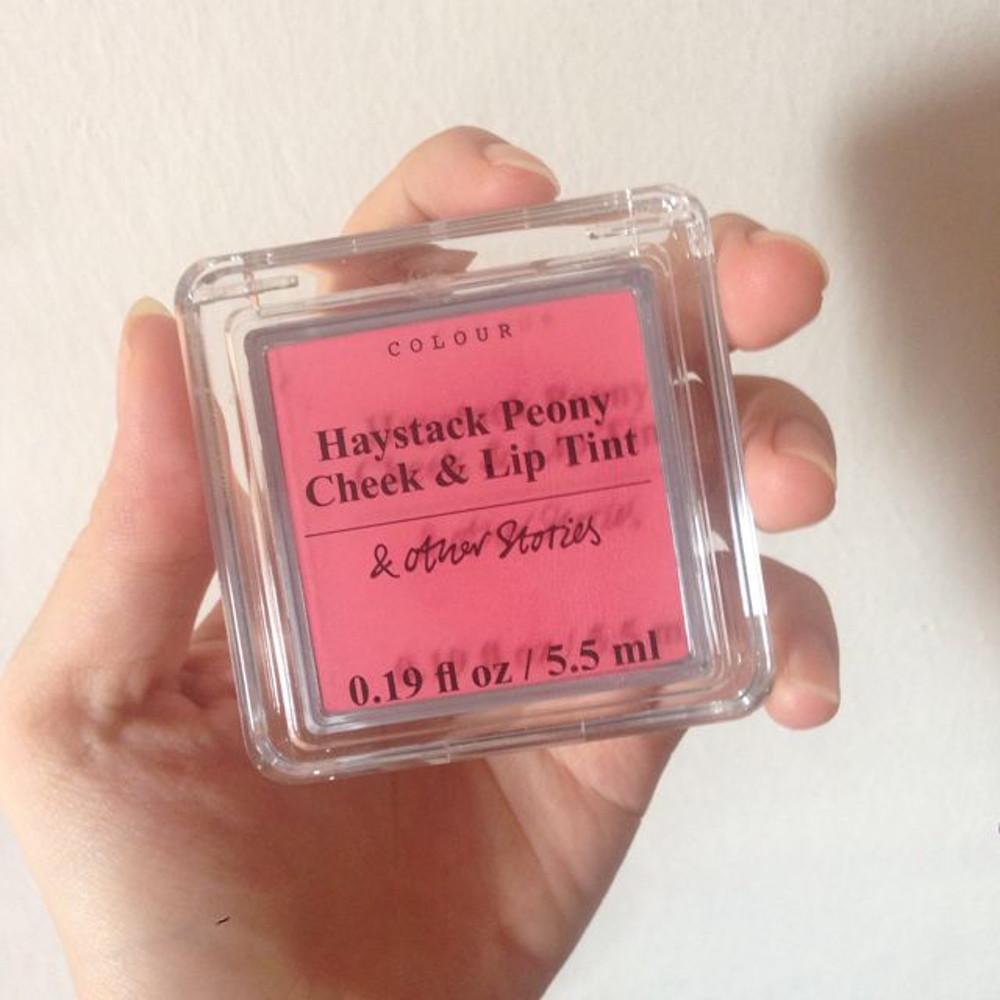 COLOUR
Haystack Peony
Cheek & Lip Tint
& other Stories
0.19 fl oz / 5.5 ml